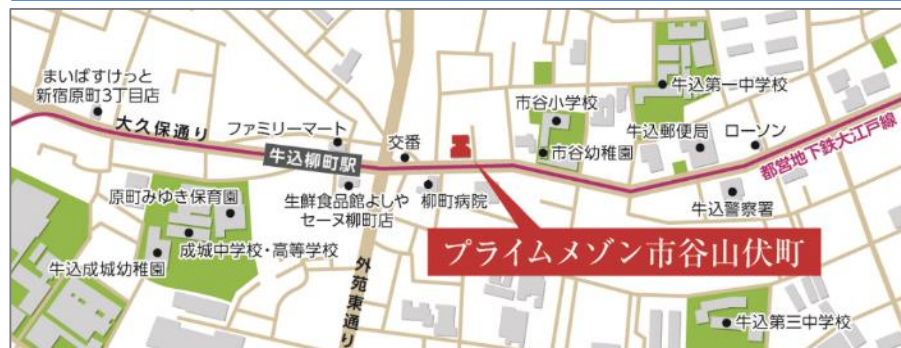 まいばすけっと
新宿原町3丁目店
大久保通り
ファミリーマート
牛込柳町駅
交番
市谷小学校
市谷幼稚園
牛込第一中学校
牛込郵便局
ローソン
都営地下鉄大江戸線
原町みゆき保育園
生鮮食品館よしや
セーヌ柳町店
柳町病院
牛込警察署
成城中学校・高等学校
牛込成城幼稚園
外苑東通り
プライムメゾン市谷山伏町
牛込第三中学校